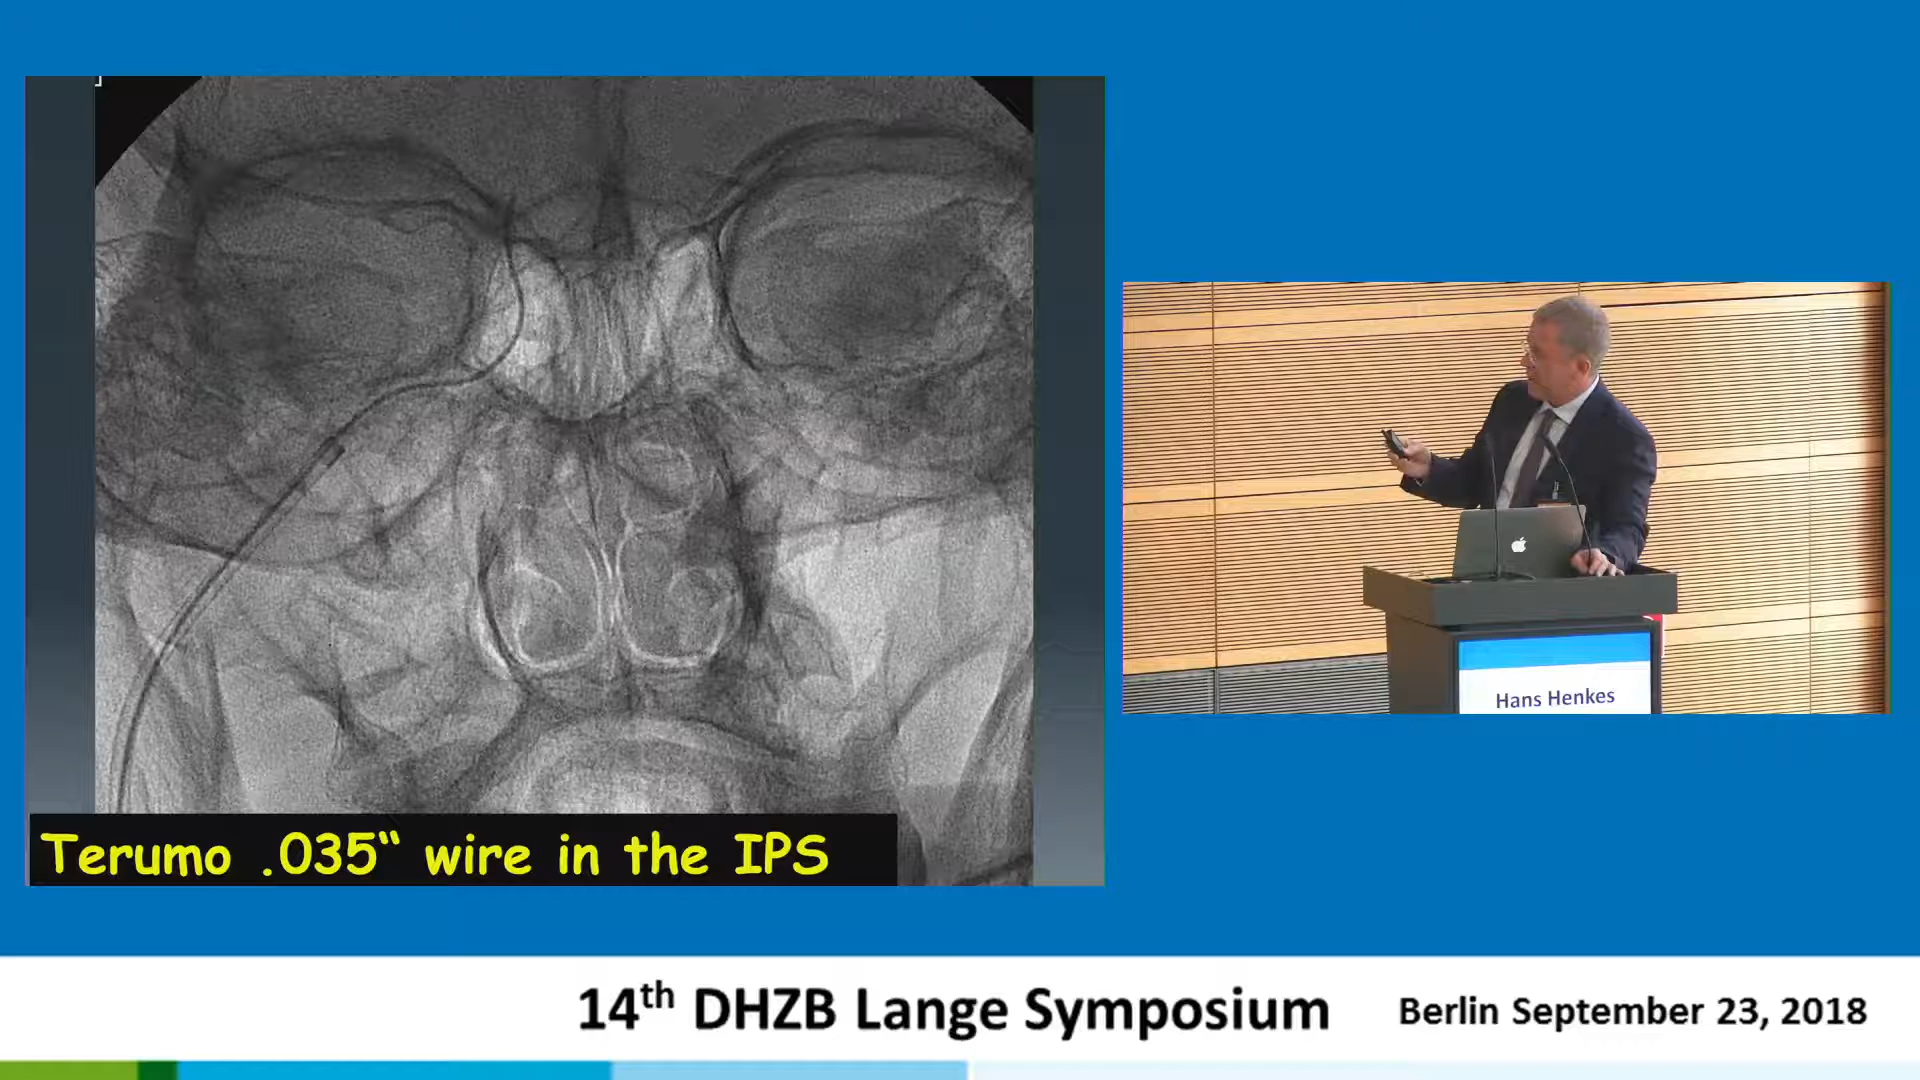 Terumo .035“ wire in the IPS
Hans Henkes
14th DHZB Lange Symposium
Berlin September 23, 2018